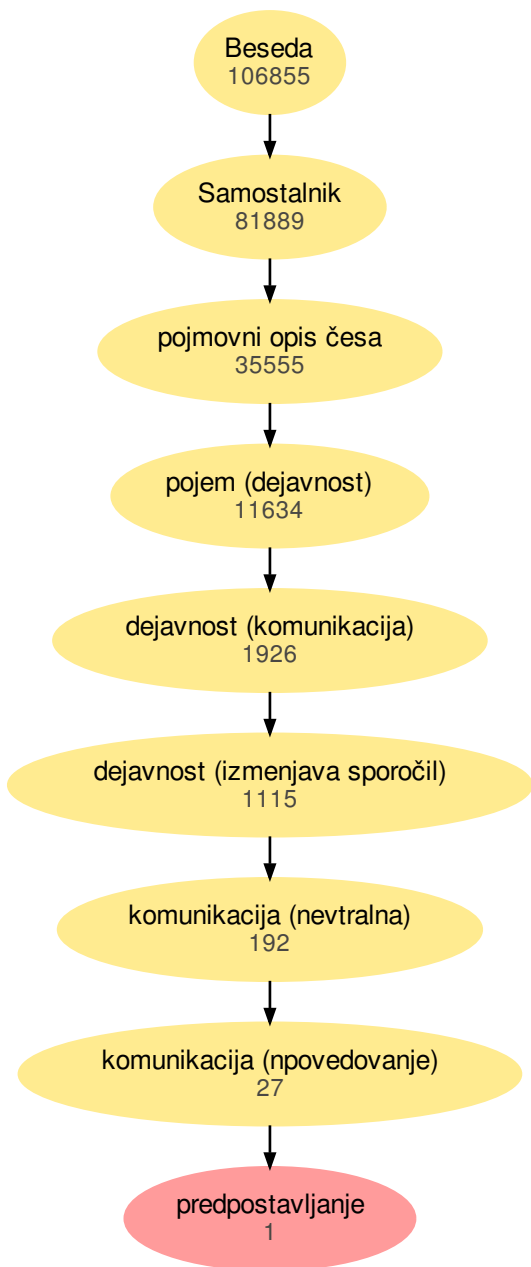 Beseda
106855
Samostalnik
81889
pojmovni opis česa
35555
pojem (dejavnost)
11634
dejavnost (komunikacija)
1926
dejavnost (izmenjava sporočil)
1115
komunikacija (nevtralna)
192
komunikacija (npovedovanje)
27
predpostavljanje
1